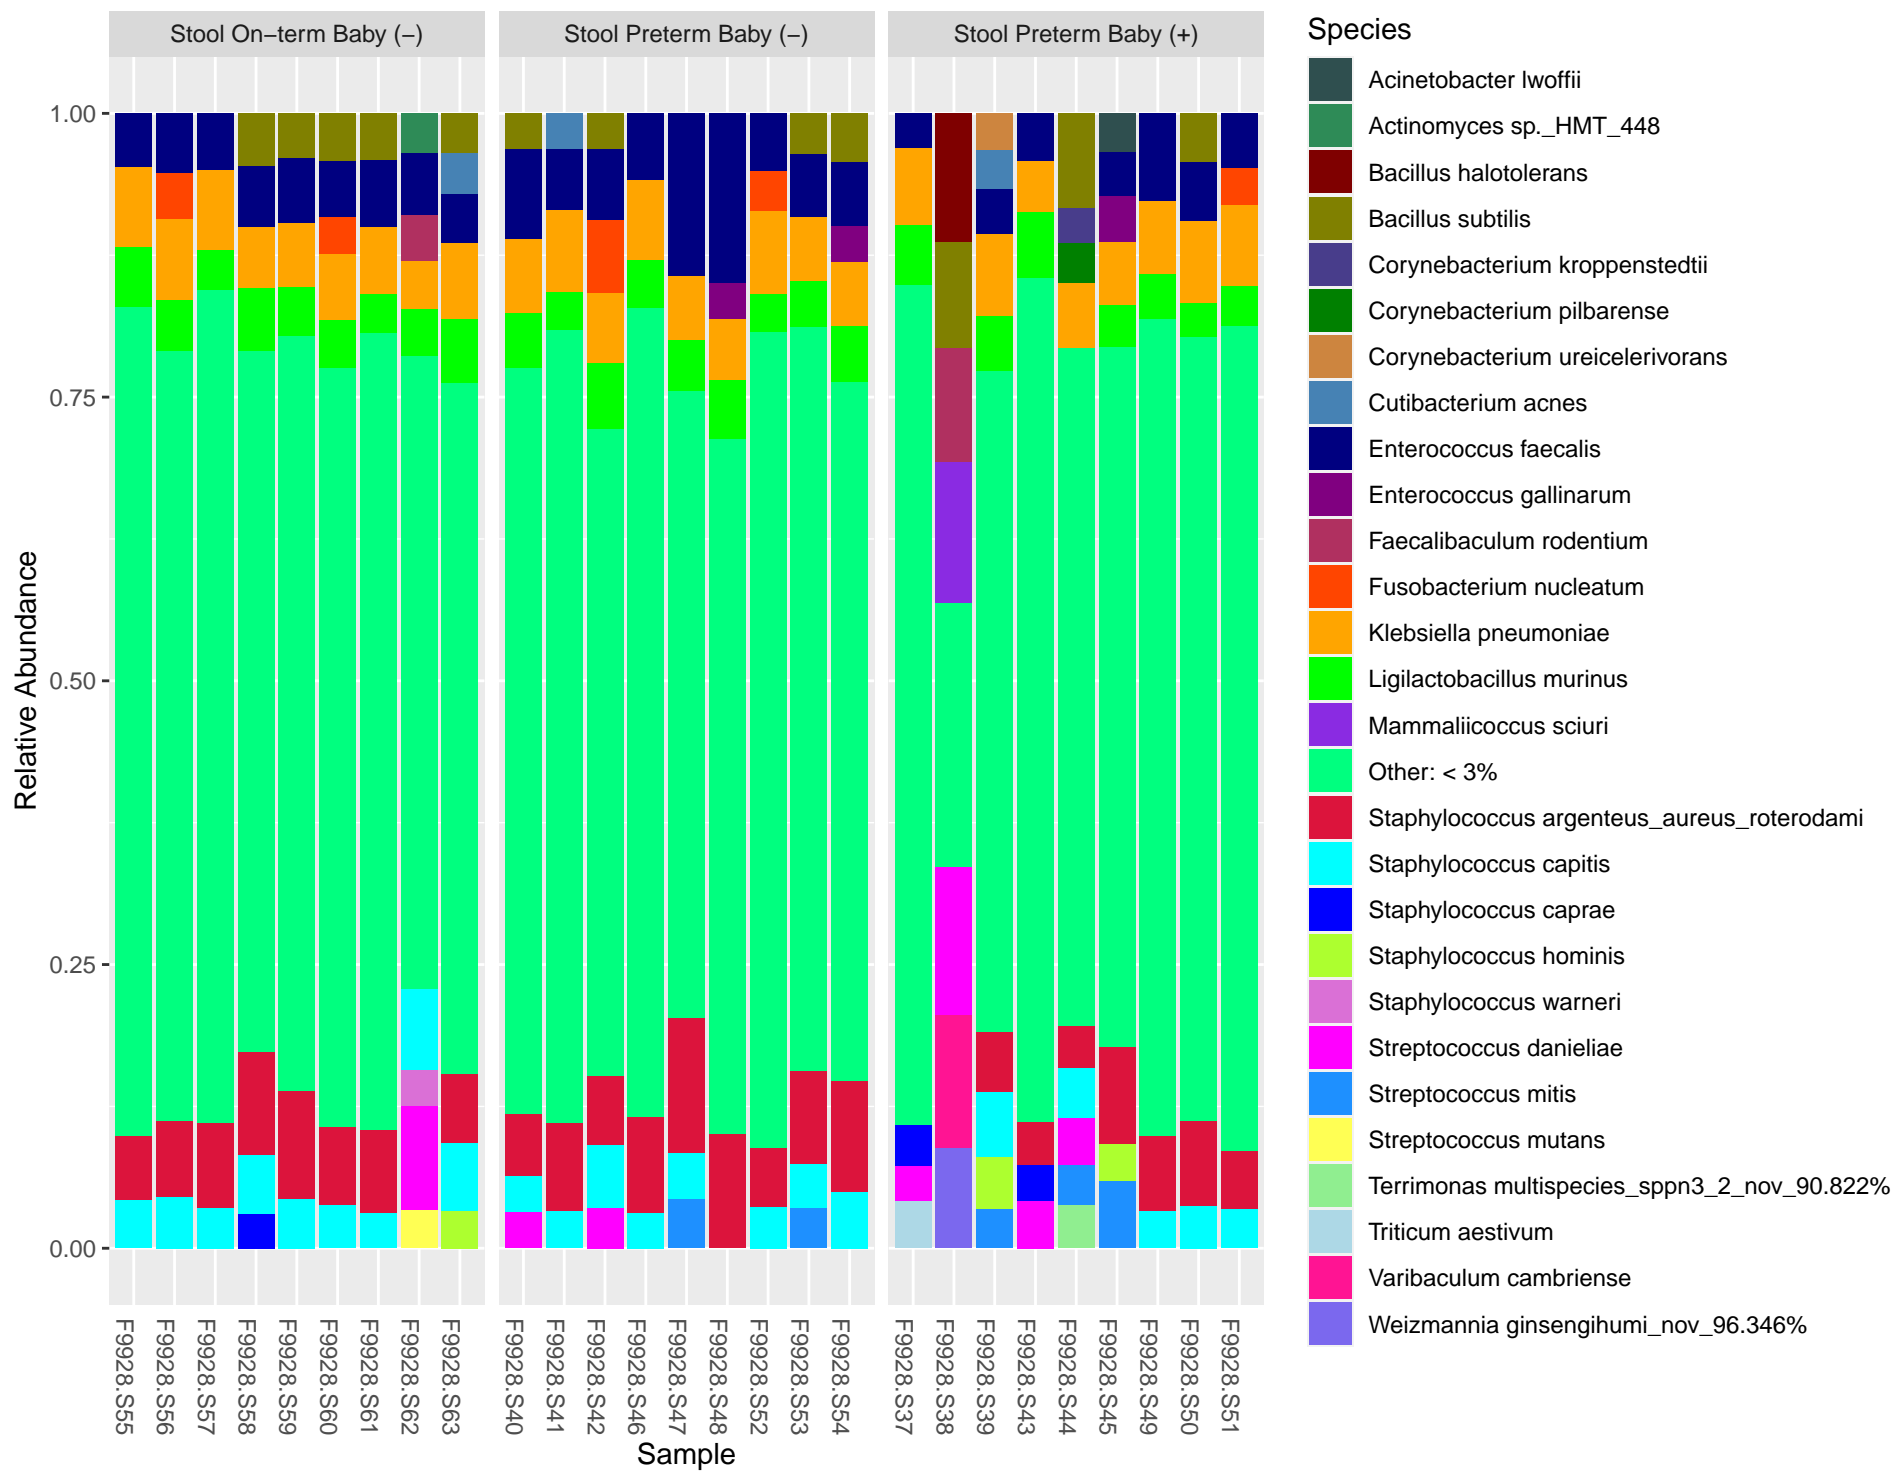 Stool On−term Baby (−)
Stool Preterm Baby (−)
Stool Preterm Baby (+)
Species
Acinetobacter lwoffii
Actinomyces sp._HMT_448
Bacillus halotolerans
Bacillus subtilis
Corynebacterium kroppenstedtii
Corynebacterium pilbarense
Corynebacterium ureicelerivorans
Cutibacterium acnes
Enterococcus faecalis
Enterococcus gallinarum
Faecalibaculum rodentium
Fusobacterium nucleatum
Klebsiella pneumoniae
Ligilactobacillus murinus
Mammaliicoccus sciuri
Other: < 3%
Staphylococcus argenteus_aureus_roterodami
Staphylococcus capitis
Staphylococcus caprae
Staphylococcus hominis
Staphylococcus warneri
Streptococcus danieliae
Streptococcus mitis
Streptococcus mutans
Terrimonas multispecies_sppn3_2_nov_90.822%
Triticum aestivum
Varibaculum cambriense
Weizmannia ginsengihumi_nov_96.346%
Relative Abundance
1.00
0.75
0.50
0.25
0.00
F9928.S55
F9928.S56
F9928.S57
F9928.S58
F9928.S59
F9928.S60
F9928.S61
F9928.S62
F9928.S63
F9928.S40
F9928.S41
F9928.S42
F9928.S46
F9928.S47
F9928.S48
F9928.S52
F9928.S53
F9928.S54
F9928.S37
F9928.S38
F9928.S39
F9928.S43
F9928.S44
F9928.S45
F9928.S49
F9928.S50
F9928.S51
Sample